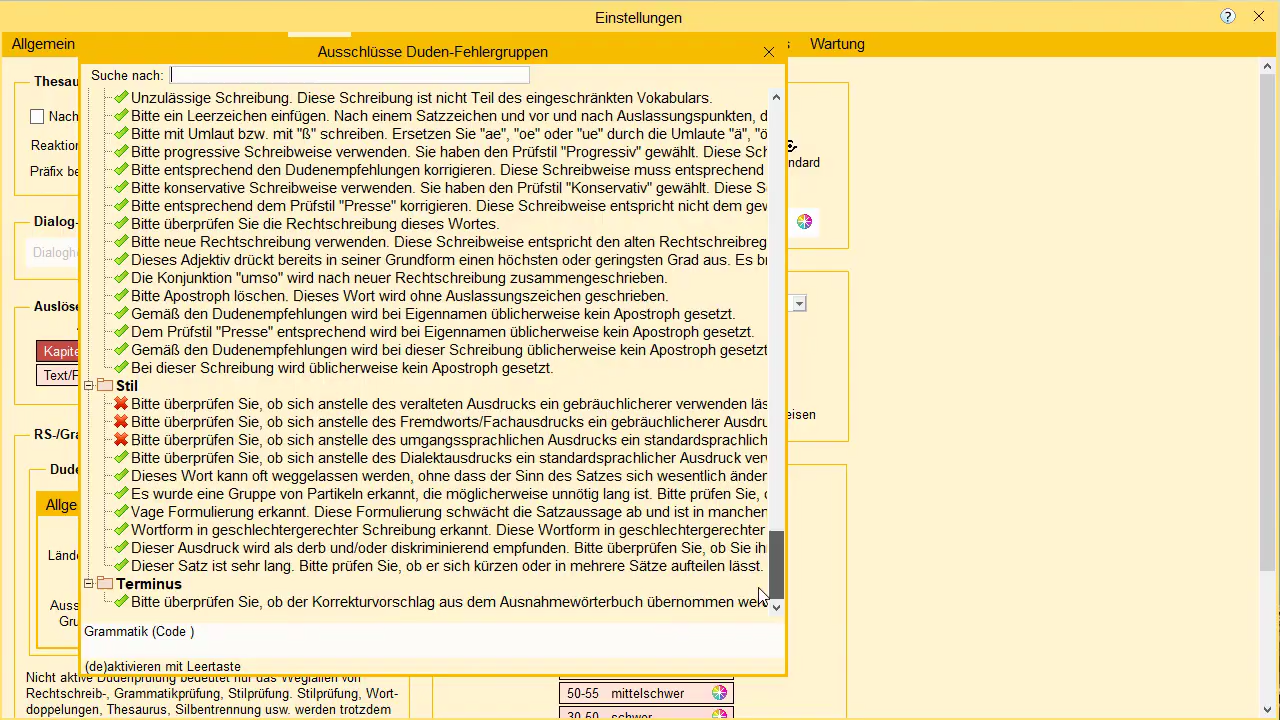 Einstellungen
?
Allgemein
Wartung
Ausschlüsse Duden-Fehlergruppen
Suche nach:
Unzulässige Schreibung. Diese Schreibung ist nicht Teil des eingeschränkten Vokabulars.
Bitte ein Leerzeichen einfügen. Nach einem Satzzeichen und vor und nach Auslassungspunkten, d
Bitte mit Umlaut bzw. mit "ß" schreiben. Ersetzen Sie "ae", "oe" oder "ue" durch die Umlaute "ä", "ö
Bitte progressive Schreibweise verwenden. Sie haben den Prüfstil "Progressiv" gewählt. Diese Sch
Bitte entsprechend den Dudenempfehlungen korrigieren. Diese Schreibweise muss entsprechend
Bitte konservative Schreibweise verwenden. Sie haben den Prüfstil "Konservativ" gewählt. Diese S
Bitte entsprechend dem Prüfstil "Presse" korrigieren. Diese Schreibweise entspricht nicht dem gew
Bitte überprüfen Sie die Rechtschreibung dieses Wortes.
Bitte neue Rechtschreibung verwenden. Diese Schreibweise entspricht den alten Rechtschreibreg
Dieses Adjektiv drückt bereits in seiner Grundform einen höchsten oder geringsten Grad aus. Es br
Die Konjunktion "umso" wird nach neuer Rechtschreibung zusammengeschrieben.
Bitte Apostroph löschen. Dieses Wort wird ohne Auslassungszeichen geschrieben.
Gemäß den Dudenempfehlungen wird bei Eigennamen üblicherweise kein Apostroph gesetzt.
Dem Prüfstil "Presse" entsprechend wird bei Eigennamen üblicherweise kein Apostroph gesetzt.
Gemäß den Dudenempfehlungen wird bei dieser Schreibung üblicherweise kein Apostroph gesetzt
Bei dieser Schreibung wird üblicherweise kein Apostroph gesetzt.
Stil
Bitte überprüfen Sie, ob sich anstelle des veralteten Ausdrucks ein gebräuchlicherer verwenden läs
Bitte überprüfen Sie, ob sich anstelle des Fremdworts/Fachausdrucks ein gebräuchlicherer Ausdru
Bitte überprüfen Sie, ob sich anstelle des umgangssprachlichen Ausdrucks ein standardsprachlich
Bitte überprüfen Sie, ob sich anstelle des Dialektausdrucks ein standardsprachlicher Ausdruck ver
Dieses Wort kann oft weggelassen werden, ohne dass der Sinn des Satzes sich wesentlich änder
Es wurde eine Gruppe von Partikeln erkannt, die möglicherweise unnötig lang ist. Bitte prüfen Sie, o
Vage Formulierung erkannt. Diese Formulierung schwächt die Satzaussage ab und ist in manchen
Wortform in geschlechtergerechter Schreibung erkannt. Diese Wortform in geschlechtergerechter
Dieser Ausdruck wird als derb und/oder diskriminierend empfunden. Bitte überprüfen Sie, ob Sie ih
Dieser Satz ist sehr lang. Bitte prüfen Sie, ob er sich kürzen oder in mehrere Sätze aufteilen lässt.
Terminus
Bitte überprüfen Sie, ob der Korrekturvorschlag aus dem Ausnahmewörterbuch übernommen we
Grammatik (Code )
(de)aktivieren mit Leertaste
Thesau
Nach
Reaktion
Präfix be
Dialog-
Dialoghe
Auslöse
Kapite
Text/F
RS-/Gra
Dude
Allge
Lände
Auss
Gru
ndard
eisen
Nicht aktive Dudenprüfung bedeutet nur das Wegfallen von
Rechtschreib-, Grammatikprüfung, Stilprüfung. Stilprüfung, Wort-
doppelungen, Thesaurus, Silbentrennung usw. werden trotzdem
50-55 mittelschwer
30-50 schwer